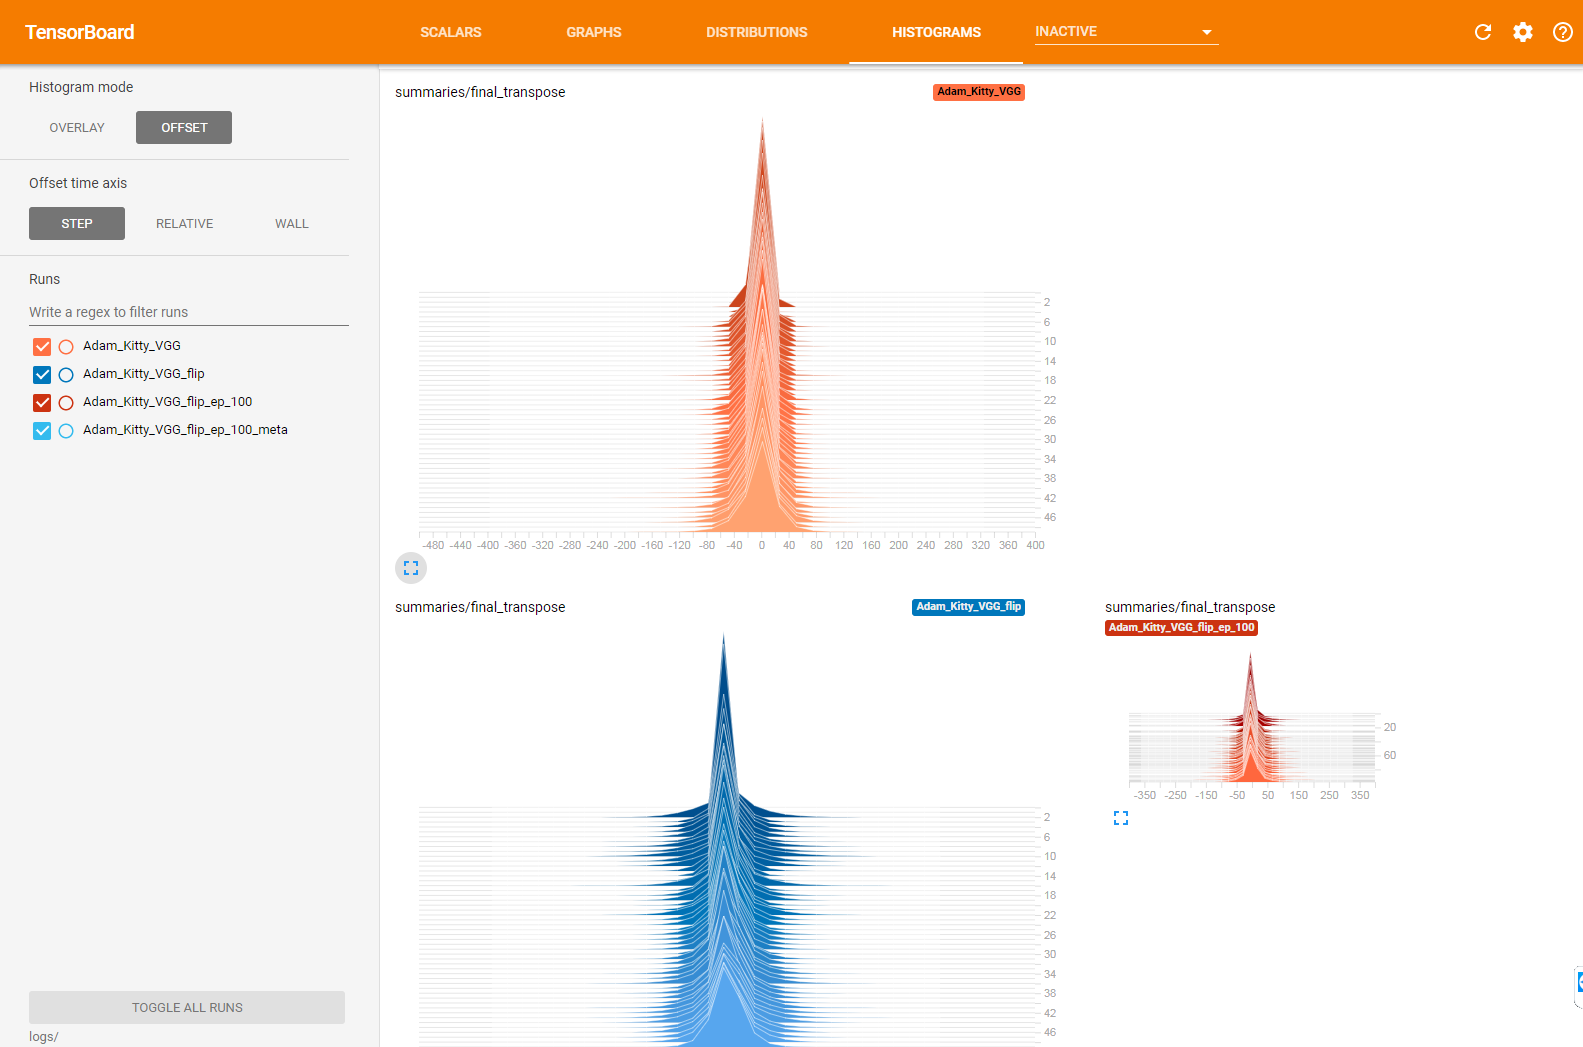 TensorBoard
SCALARS GRAPHS DISTRIBUTIONS HISTOGRAMS INACTIVE
Histogram mode
OVERLAY OFFSET
Offset time axis
STEP RELATIVE WALL
Runs
Write a regex to filter runs
Adam_Kitty_VGG
Adam_Kitty_VGG_flip
Adam_Kitty_VGG_flip_ep_100
Adam_Kitty_VGG_flip_ep_100_meta
TOGGLE ALL RUNS
logs/
summaries/final_transpose Adam_Kitty_VGG
2
6
10
14
18
22
26
30
34
38
42
46
-480 -440 -400 -360 -320 -280 -240 -200 -160 -120 -80 -40 0 40 80 120 160 200 240 280 320 360 400
summaries/final_transpose Adam_Kitty_VGG_flip
2
6
10
14
18
22
26
30
34
38
42
46
summaries/final_transpose
Adam_Kitty_VGG_flip_ep_100
20
60
-350 -250 -150 -50 50 150 250 350